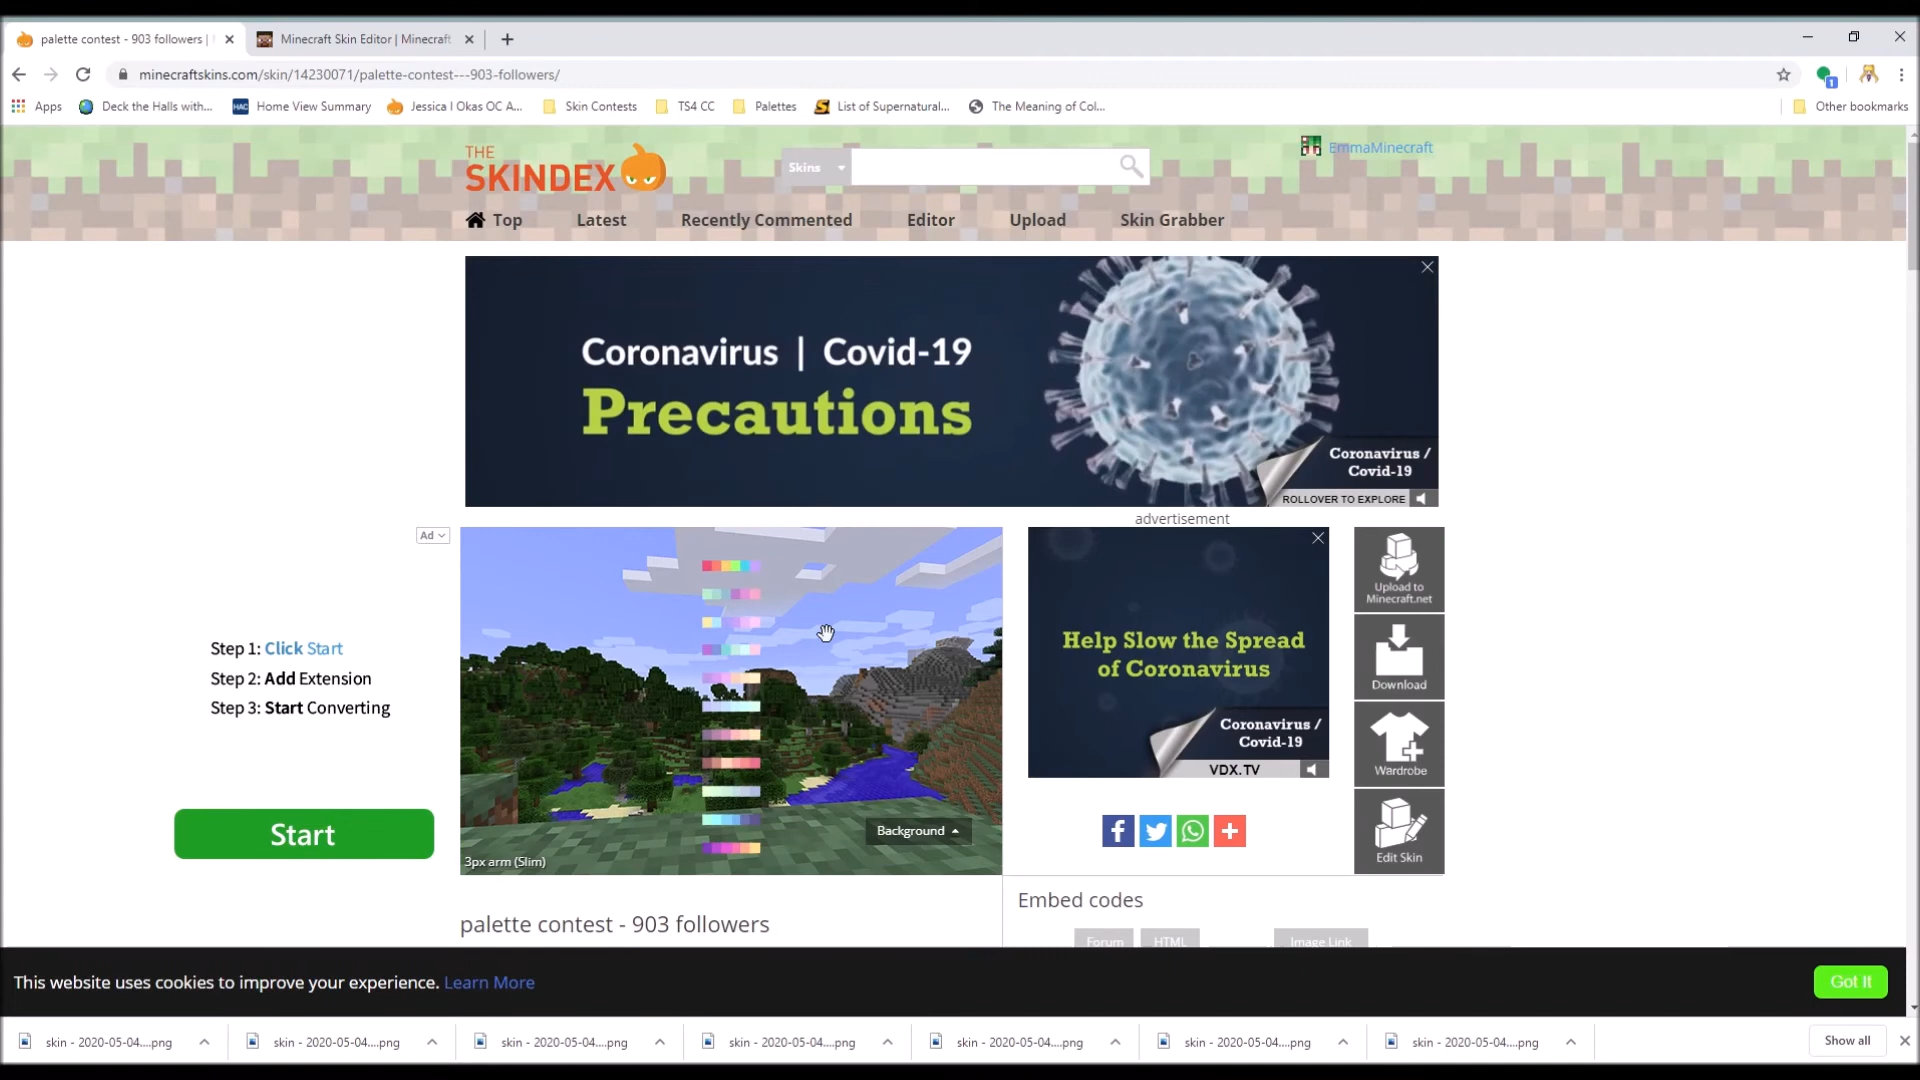 palette contest - 903 followers |
Minecraft Skin Editor | Minecraft
minecraftskins.com/skin/14230071/palette-contest---903-followers/
Apps
Deck the Halls with...
HAC
Home View Summary
Jessica | Okas OC A...
Skin Contests
TS4 CC
Palettes
List of Supernatural...
The Meaning of Col...
Other bookmarks
THE
SKINDEX
Skins
EmmaMinecraft
Top
Latest
Recently Commented
Editor
Upload
Skin Grabber
Coronavirus | Covid-19
Precautions
Coronavirus /
Covid-19
ROLLOVER TO EXPLORE
advertisement
Ad
Step 1: Click Start
Step 2: Add Extension
Step 3: Start Converting
Start
Background
3px arm (Slim)
Help Slow the Spread
of Coronavirus
Coronavirus /
Covid-19
VDX.TV
Upload to
Minecraft.net
Download
Wardrobe
Edit Skin
palette contest - 903 followers
Embed codes
Forum
HTML
Image Link
This website uses cookies to improve your experience. Learn More
Got It
skin - 2020-05-04....png
skin - 2020-05-04....png
skin - 2020-05-04....png
skin - 2020-05-04....png
skin - 2020-05-04....png
skin - 2020-05-04....png
skin - 2020-05-04....png
Show all